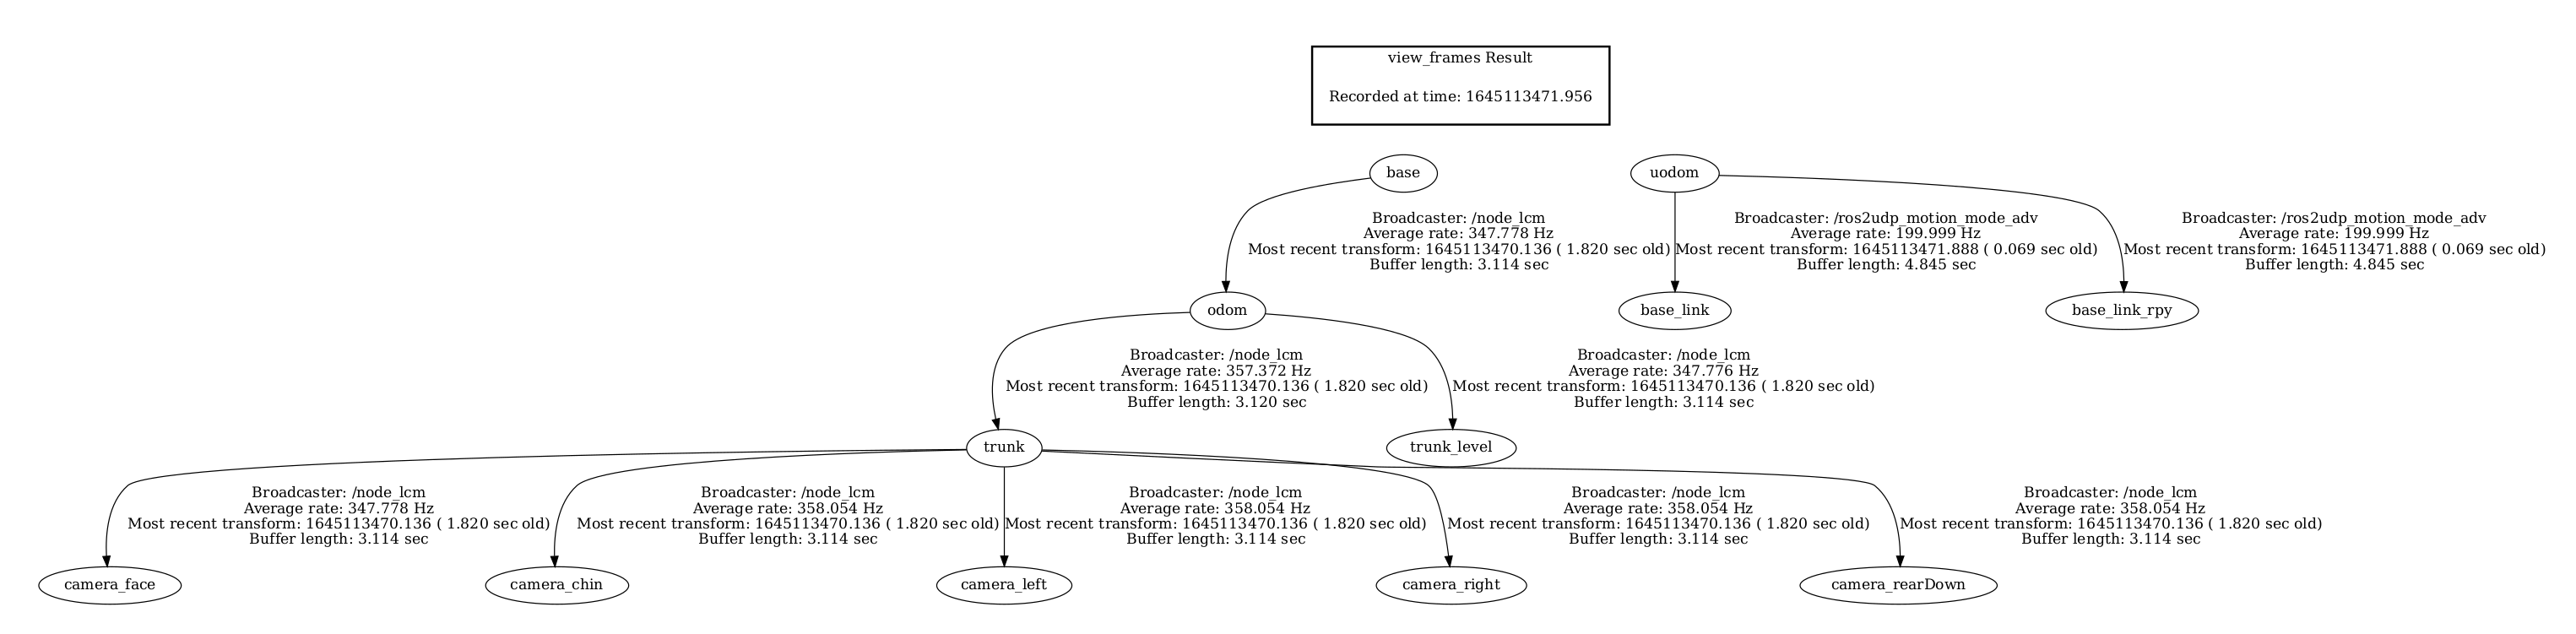 view_frames Result
Recorded at time: 1645113471.956
base
uodom
Broadcaster: /node_lcm
Average rate: 347.778 Hz
Most recent transform: 1645113470.136 ( 1.820 sec old)
Buffer length: 3.114 sec
Broadcaster: /ros2udp_motion_mode_adv
Average rate: 199.999 Hz
Most recent transform: 1645113471.888 ( 0.069 sec old)
Buffer length: 4.845 sec
Broadcaster: /ros2udp_motion_mode_adv
Average rate: 199.999 Hz
Most recent transform: 1645113471.888 ( 0.069 sec old)
Buffer length: 4.845 sec
odom
base_link
base_link_rpy
Broadcaster: /node_lcm
Average rate: 357.372 Hz
Most recent transform: 1645113470.136 ( 1.820 sec old)
Buffer length: 3.120 sec
Broadcaster: /node_lcm
Average rate: 347.776 Hz
Most recent transform: 1645113470.136 ( 1.820 sec old)
Buffer length: 3.114 sec
trunk
trunk_level
Broadcaster: /node_lcm
Average rate: 347.778 Hz
Most recent transform: 1645113470.136 ( 1.820 sec old)
Buffer length: 3.114 sec
Broadcaster: /node_lcm
Average rate: 358.054 Hz
Most recent transform: 1645113470.136 ( 1.820 sec old)
Buffer length: 3.114 sec
Broadcaster: /node_lcm
Average rate: 358.054 Hz
Most recent transform: 1645113470.136 ( 1.820 sec old)
Buffer length: 3.114 sec
Broadcaster: /node_lcm
Average rate: 358.054 Hz
Most recent transform: 1645113470.136 ( 1.820 sec old)
Buffer length: 3.114 sec
Broadcaster: /node_lcm
Average rate: 358.054 Hz
Most recent transform: 1645113470.136 ( 1.820 sec old)
Buffer length: 3.114 sec
camera_face
camera_chin
camera_left
camera_right
camera_rearDown